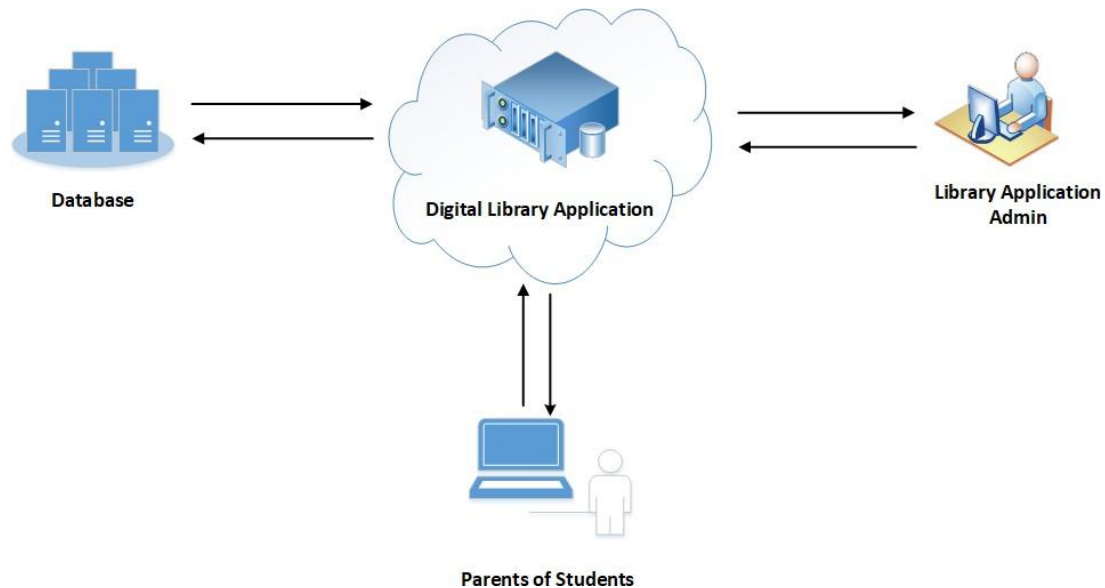 Database
Digital Library Application
Library Application
Admin
Parents of Students